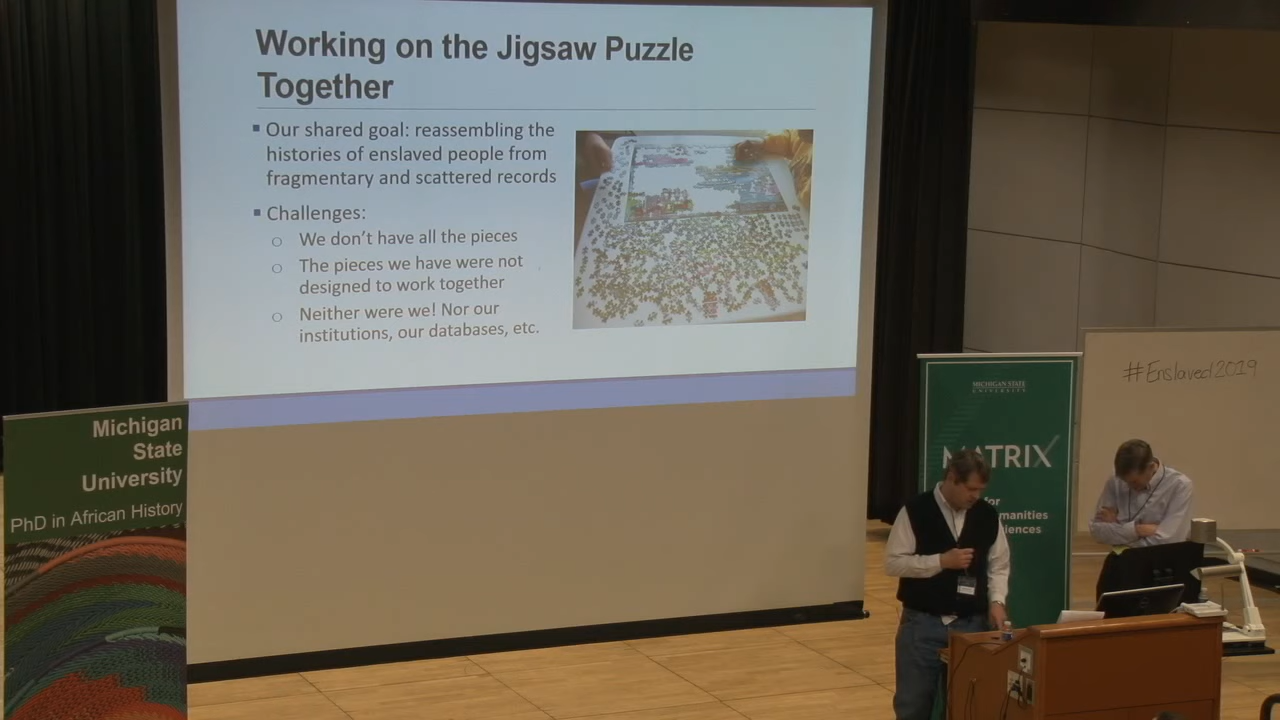 Working on the Jigsaw Puzzle
Together
▪ Our shared goal: reassembling the
histories of enslaved people from
fragmentary and scattered records
▪ Challenges:
o We don't have all the pieces
o The pieces we have were not
designed to work together
o Neither were we! Nor our
institutions, our databases, etc.
Michigan
State
University
PhD in African History
MICHIGAN STATE
UNIVERSITY
MATRIX
for
manities
iences
#Enslaved2019